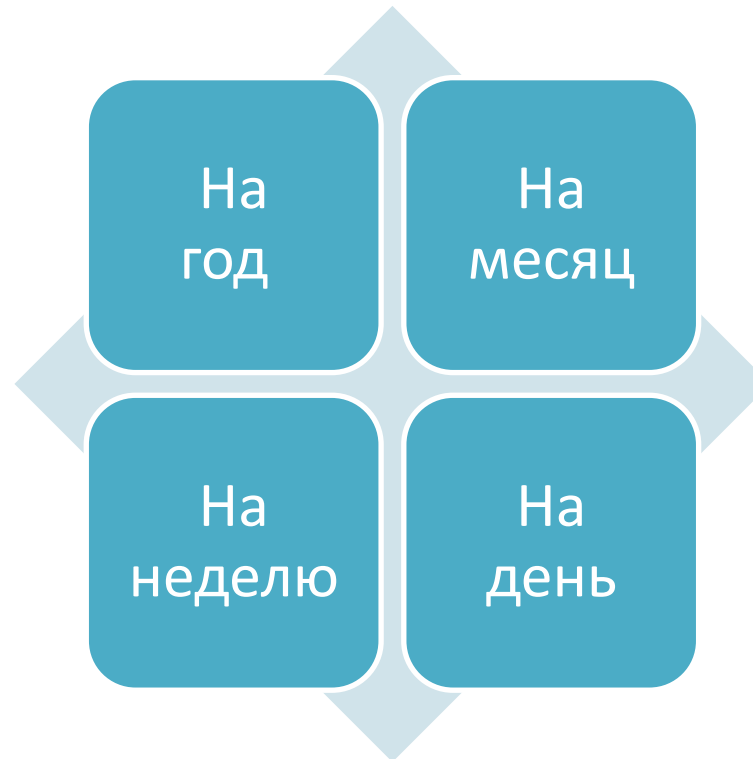 На
год
На
месяц
На
неделю
На
день